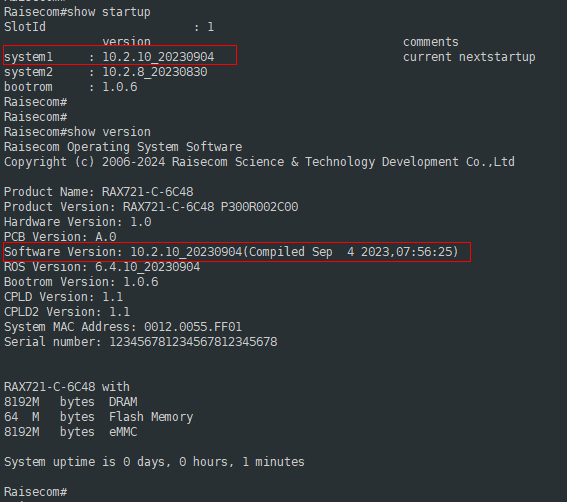 Raisecom#show startup
SlotId : 1
version comments
system1 : 10.2.10_20230904 current nextstartup
system2 : 10.2.8_20230830
bootrom : 1.0.6
Raisecom#
Raisecom#
Raisecom#show version
Raisecom Operating System Software
Copyright (c) 2006-2024 Raisecom Science & Technology Development Co.,Ltd
Product Name: RAX721-C-6C48
Product Version: RAX721-C-6C48 P300R002C00
Hardware Version: 1.0
PCB Version: A.0
Software Version: 10.2.10_20230904(Compiled Sep  4 2023,07:56:25)
ROS Version: 6.4.10_20230904
Bootrom Version: 1.0.6
CPLD Version: 1.1
CPLD2 Version: 1.1
System MAC Address: 0012.0055.FF01
Serial number: 123456781234567812345678
RAX721-C-6C48 with
8192M bytes DRAM
64 M bytes Flash Memory
8192M bytes eMMC
System uptime is 0 days, 0 hours, 1 minutes
Raisecom#